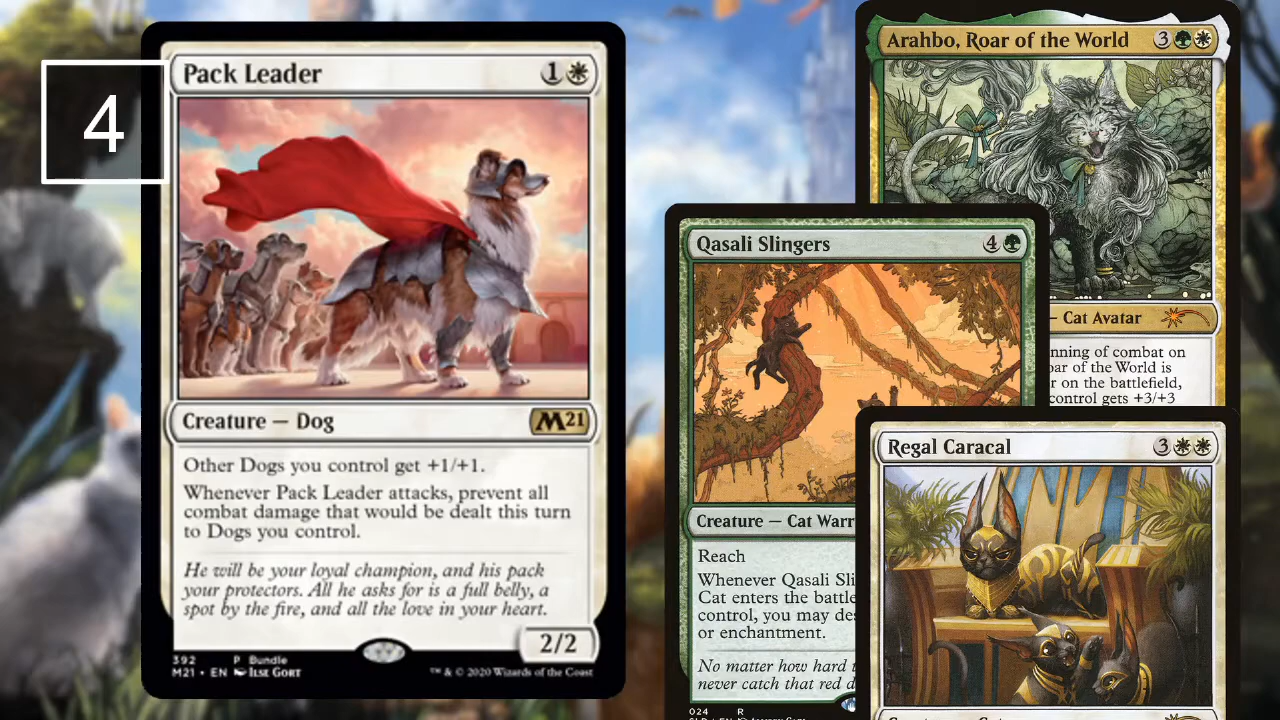 4
Pack Leader 1
Creature — Dog M21
Other Dogs you control get +1/+1.
Whenever Pack Leader attacks, prevent all
combat damage that would be dealt this turn
to Dogs you control.
He will be your loyal champion, and his pack
your protectors. All he asks for is a full belly, a
spot by the fire, and all the love in your heart.
2/2
392 P Bundle
M21 • EN ILSE GORT
™ & © 2020 Wizards of the Coast
Arahbo, Roar of the World 3
— Cat Avatar
nning of combat on
oar of the World is
r on the battlefield,
control gets +3/+3
Qasali Slingers 4
Creature — Cat Warr
Reach
Whenever Qasali Sli
Cat enters the battle
control, you may des
or enchantment.
No matter how hard t
never catch that red d
024 R
Regal Caracal 3